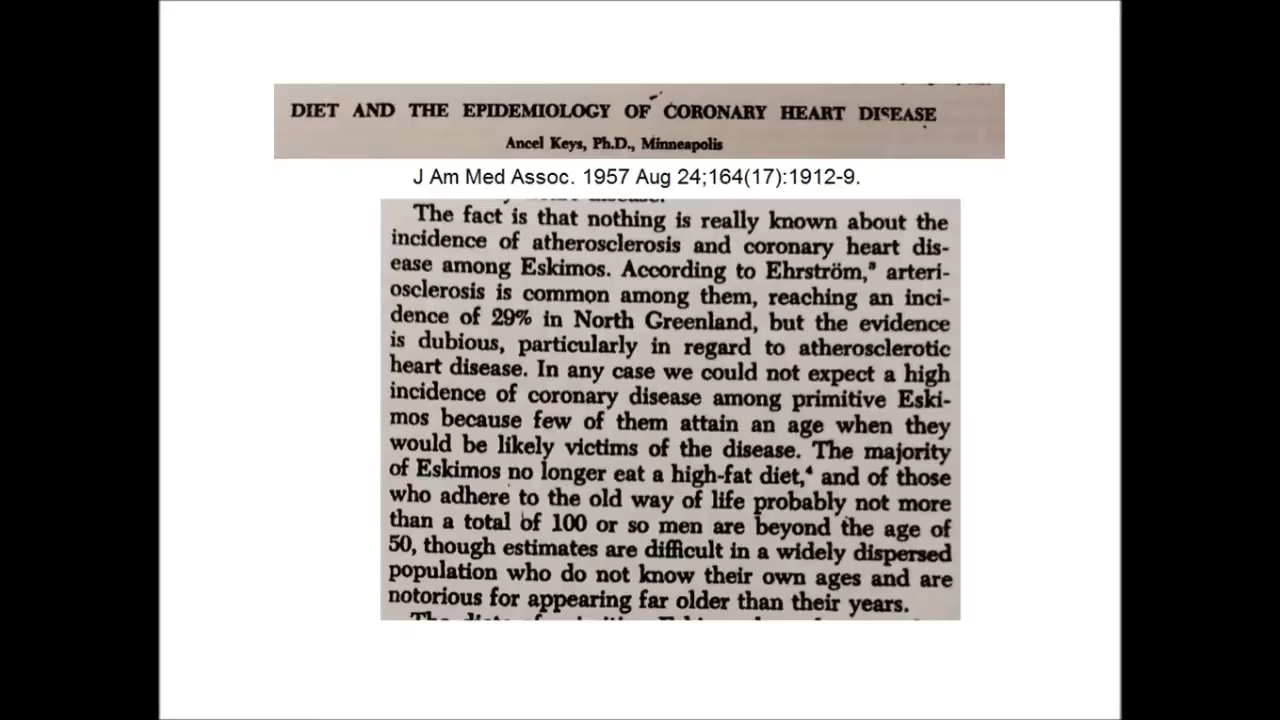 DIET AND THE EPIDEMIOLOGY OF CORONARY HEART DISEASE
Ancel Keys, Ph.D., Minneapolis
J Am Med Assoc. 1957 Aug 24;164(17):1912-9.
The fact is that nothing is really known about the
incidence of atherosclerosis and coronary heart dis-
ease among Eskimos. According to Ehrström,³ arteri-
osclerosis is common among them, reaching an inci-
dence of 29% in North Greenland, but the evidence
is dubious, particularly in regard to atherosclerotic
heart disease. In any case we could not expect a high
incidence of coronary disease among primitive Eski-
mos because few of them attain an age when they
would be likely victims of the disease. The majority
of Eskimos no longer eat a high-fat diet,⁴ and of those
who adhere to the old way of life probably not more
than a total of 100 or so men are beyond the age of
50, though estimates are difficult in a widely dispersed
population who do not know their own ages and are
notorious for appearing far older than their years.